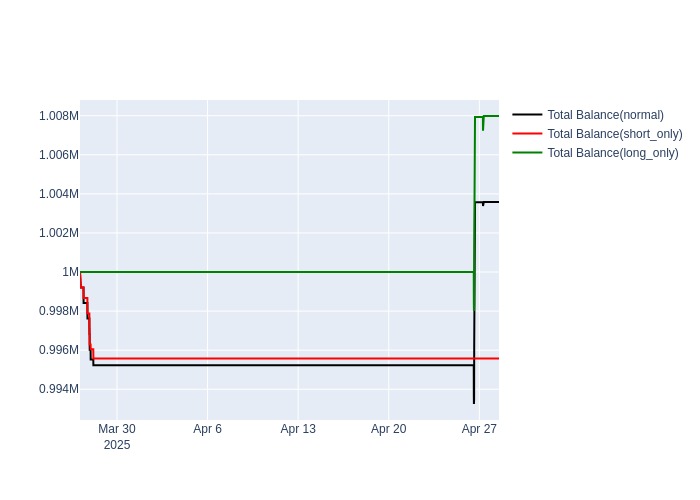 1.008M
1.006M
1.004M
1.002M
1M
0.998M
0.996M
0.994M
Mar 30
2025
Apr 6
Apr 13
Apr 20
Apr 27
Total Balance(normal)
Total Balance(short_only)
Total Balance(long_only)